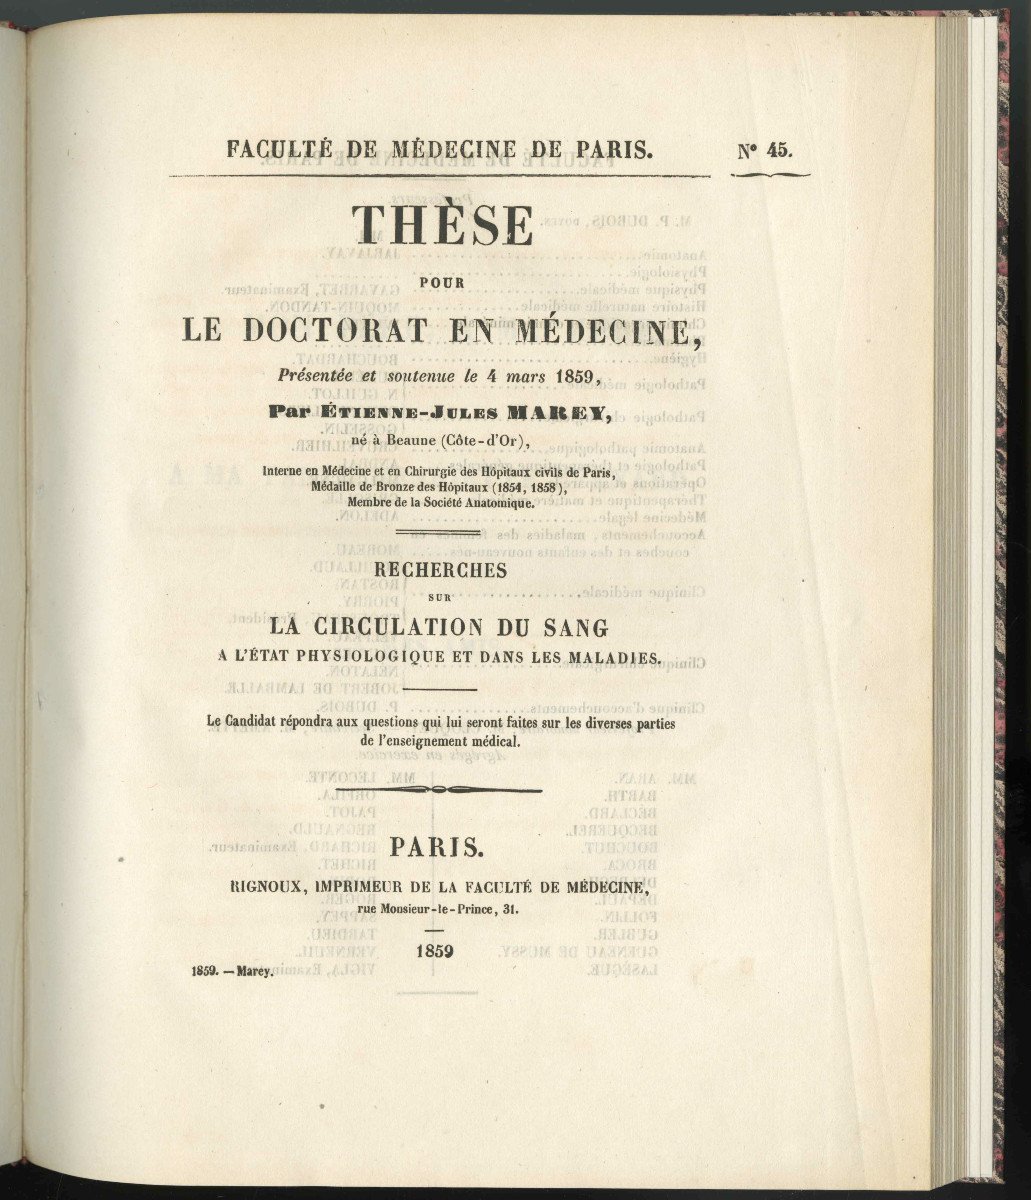 FACULTÉ DE MÉDECINE DE PARIS. N° 45.
THÈSE
POUR
LE DOCTORAT EN MÉDECINE,
Présentée et soutenue le 4 mars 1859,
Par ÉTIENNE-JULES MAREY,
né à Beaune (Côte-d'Or),
Interne en Médecine et en Chirurgie des Hôpitaux civils de Paris,
Médaille de Bronze des Hôpitaux (1854, 1858),
Membre de la Société Anatomique.
RECHERCHES
SUR
LA CIRCULATION DU SANG
A L'ÉTAT PHYSIOLOGIQUE ET DANS LES MALADIES.
Le Candidat répondra aux questions qui lui seront faites sur les diverses parties
de l'enseignement médical.
PARIS.
RIGNOUX, IMPRIMEUR DE LA FACULTÉ DE MÉDECINE,
rue Monsieur-le-Prince, 31.
1859
1859. — Marey.